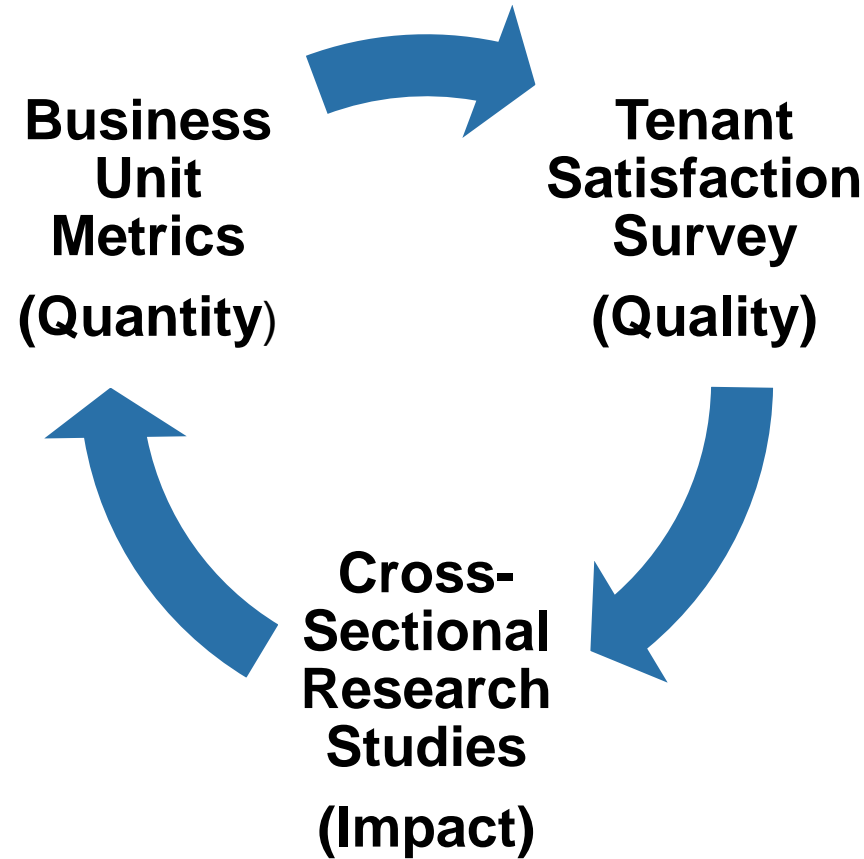 Business
Unit
Metrics
(Quantity)
Tenant
Satisfaction
Survey
(Quality)
Cross-
Sectional
Research
Studies
(Impact)